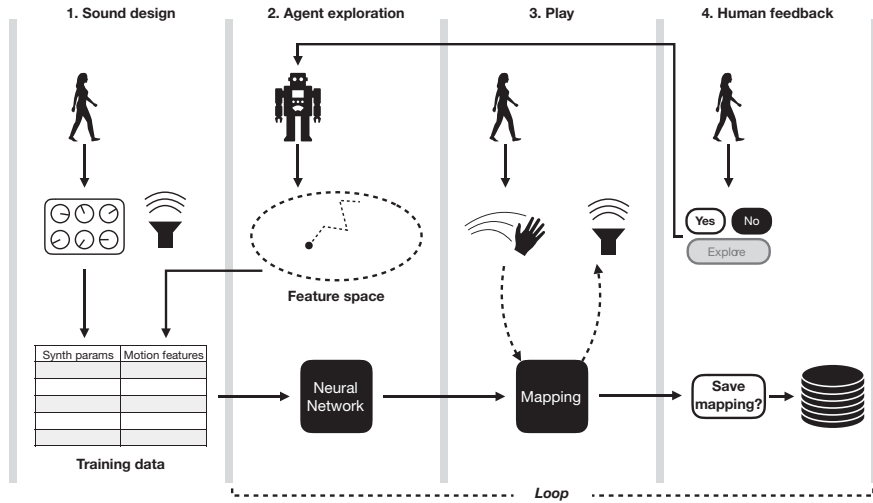 1. Sound design
2. Agent exploration
3. Play
4. Human feedback
Yes
No
Explore
Feature space
Synth params
Motion features
Neural
Network
Mapping
Save
mapping?
Training data
Loop